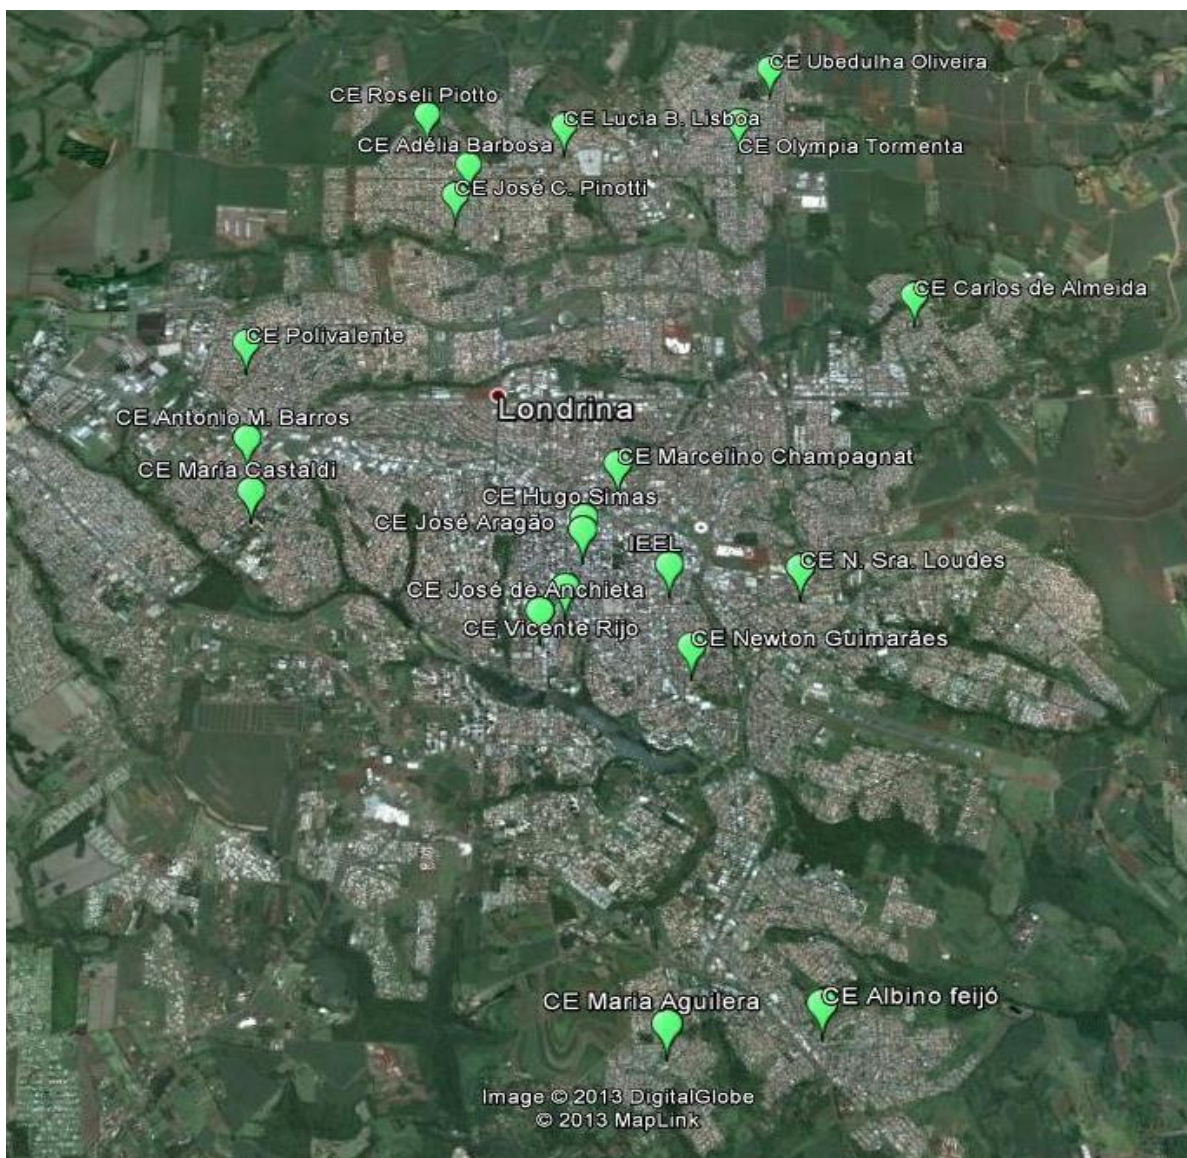 CE Ubedulha Oliveira
CE Roseli Piotto
CE Lucia B. Lisboa
CE Adélia Barbosa
CE Olympia Tormenta
CE José C. Pinotti
CE Carlos de Almeida
CE Polivalente
Londrina
CE Antonio M. Barros
CE Marcelino Champagnat
CE Maria Castaldi
CE Hugo Simas
CE José Aragão
IEEL
CE N. Sra. Loudes
CE José de Anchieta
CE Vicente Rijo
CE Newton Guimarães
CE Maria Aguilera
CE Albino feijó
Image © 2013 DigitalGlobe
© 2013 MapLink